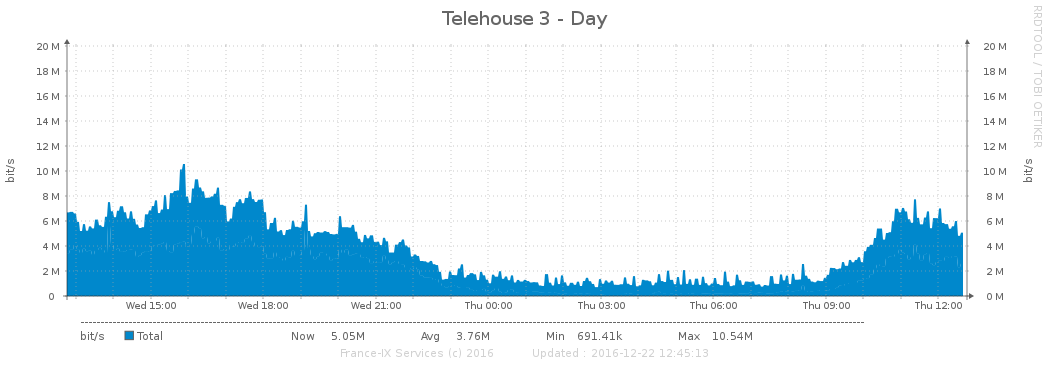 Telehouse 3 - Day
RRDTOOL / TOBI OETIKER
bit/s
20 M 20 M
18 M 18 M
16 M 16 M
14 M 14 M
12 M 12 M
10 M 10 M
8 M 8 M
6 M 6 M
4 M 4 M
2 M 2 M
0 0 M
bit/s
Wed 15:00 Wed 18:00 Wed 21:00 Thu 00:00 Thu 03:00 Thu 06:00 Thu 09:00 Thu 12:00
bit/s Total Now 5.05M Avg 3.76M Min 691.41k Max 10.54M
France-IX Services (c) 2016 Updated : 2016-12-22 12:45:13